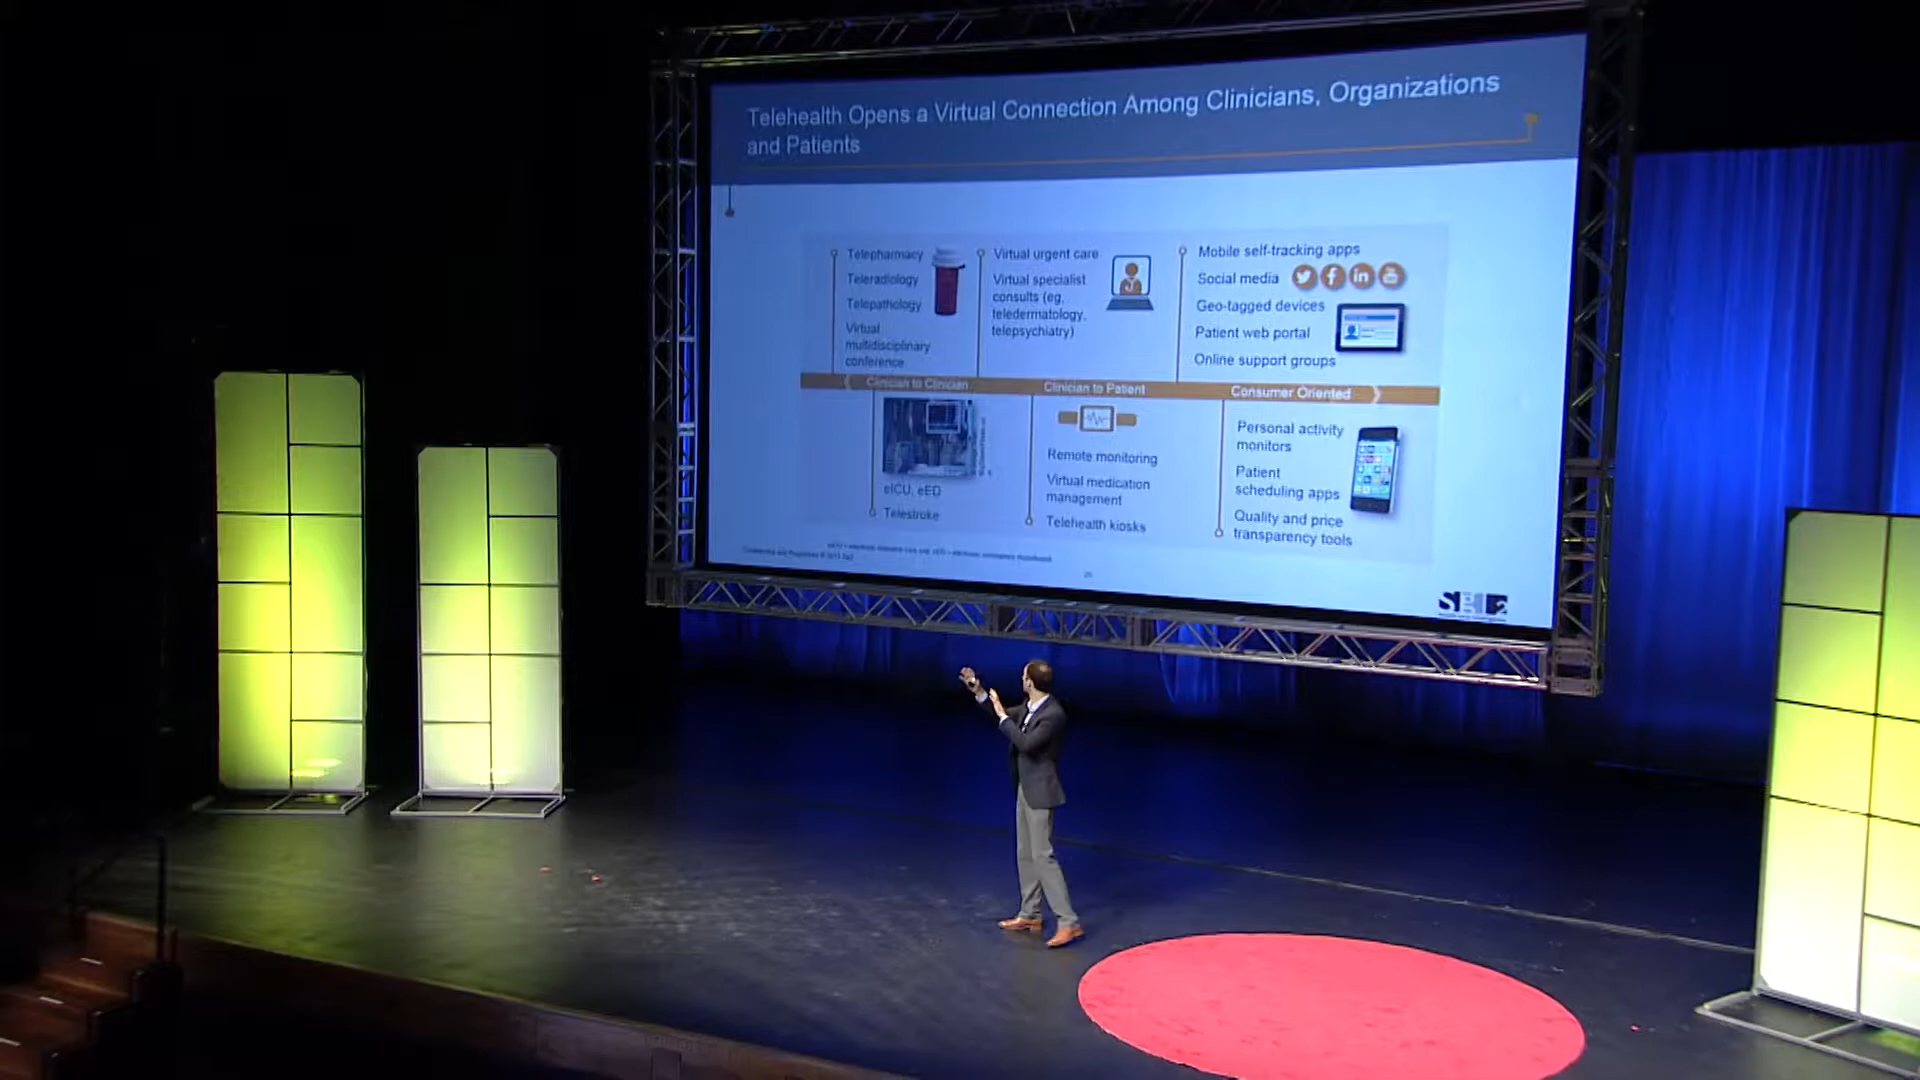 Telehealth Opens a Virtual Connection Among Clinicians, Organizations
and Patients
Telepharmacy
Teleradiology
Telepathology
Virtual
multidisciplinary
conference
Virtual urgent care
Virtual specialist
consults (eg,
teledermatology,
telepsychiatry)
Mobile self-tracking apps
Social media
in
Geo-tagged devices
Patient web portal
Online support groups
Clinician to Clinician
Clinician to Patient
Consumer Oriented
eICU, eED
Telestroke
Remote monitoring
Virtual medication
management
Telehealth kiosks
Personal activity
monitors
Patient
scheduling apps
Quality and price
transparency tools